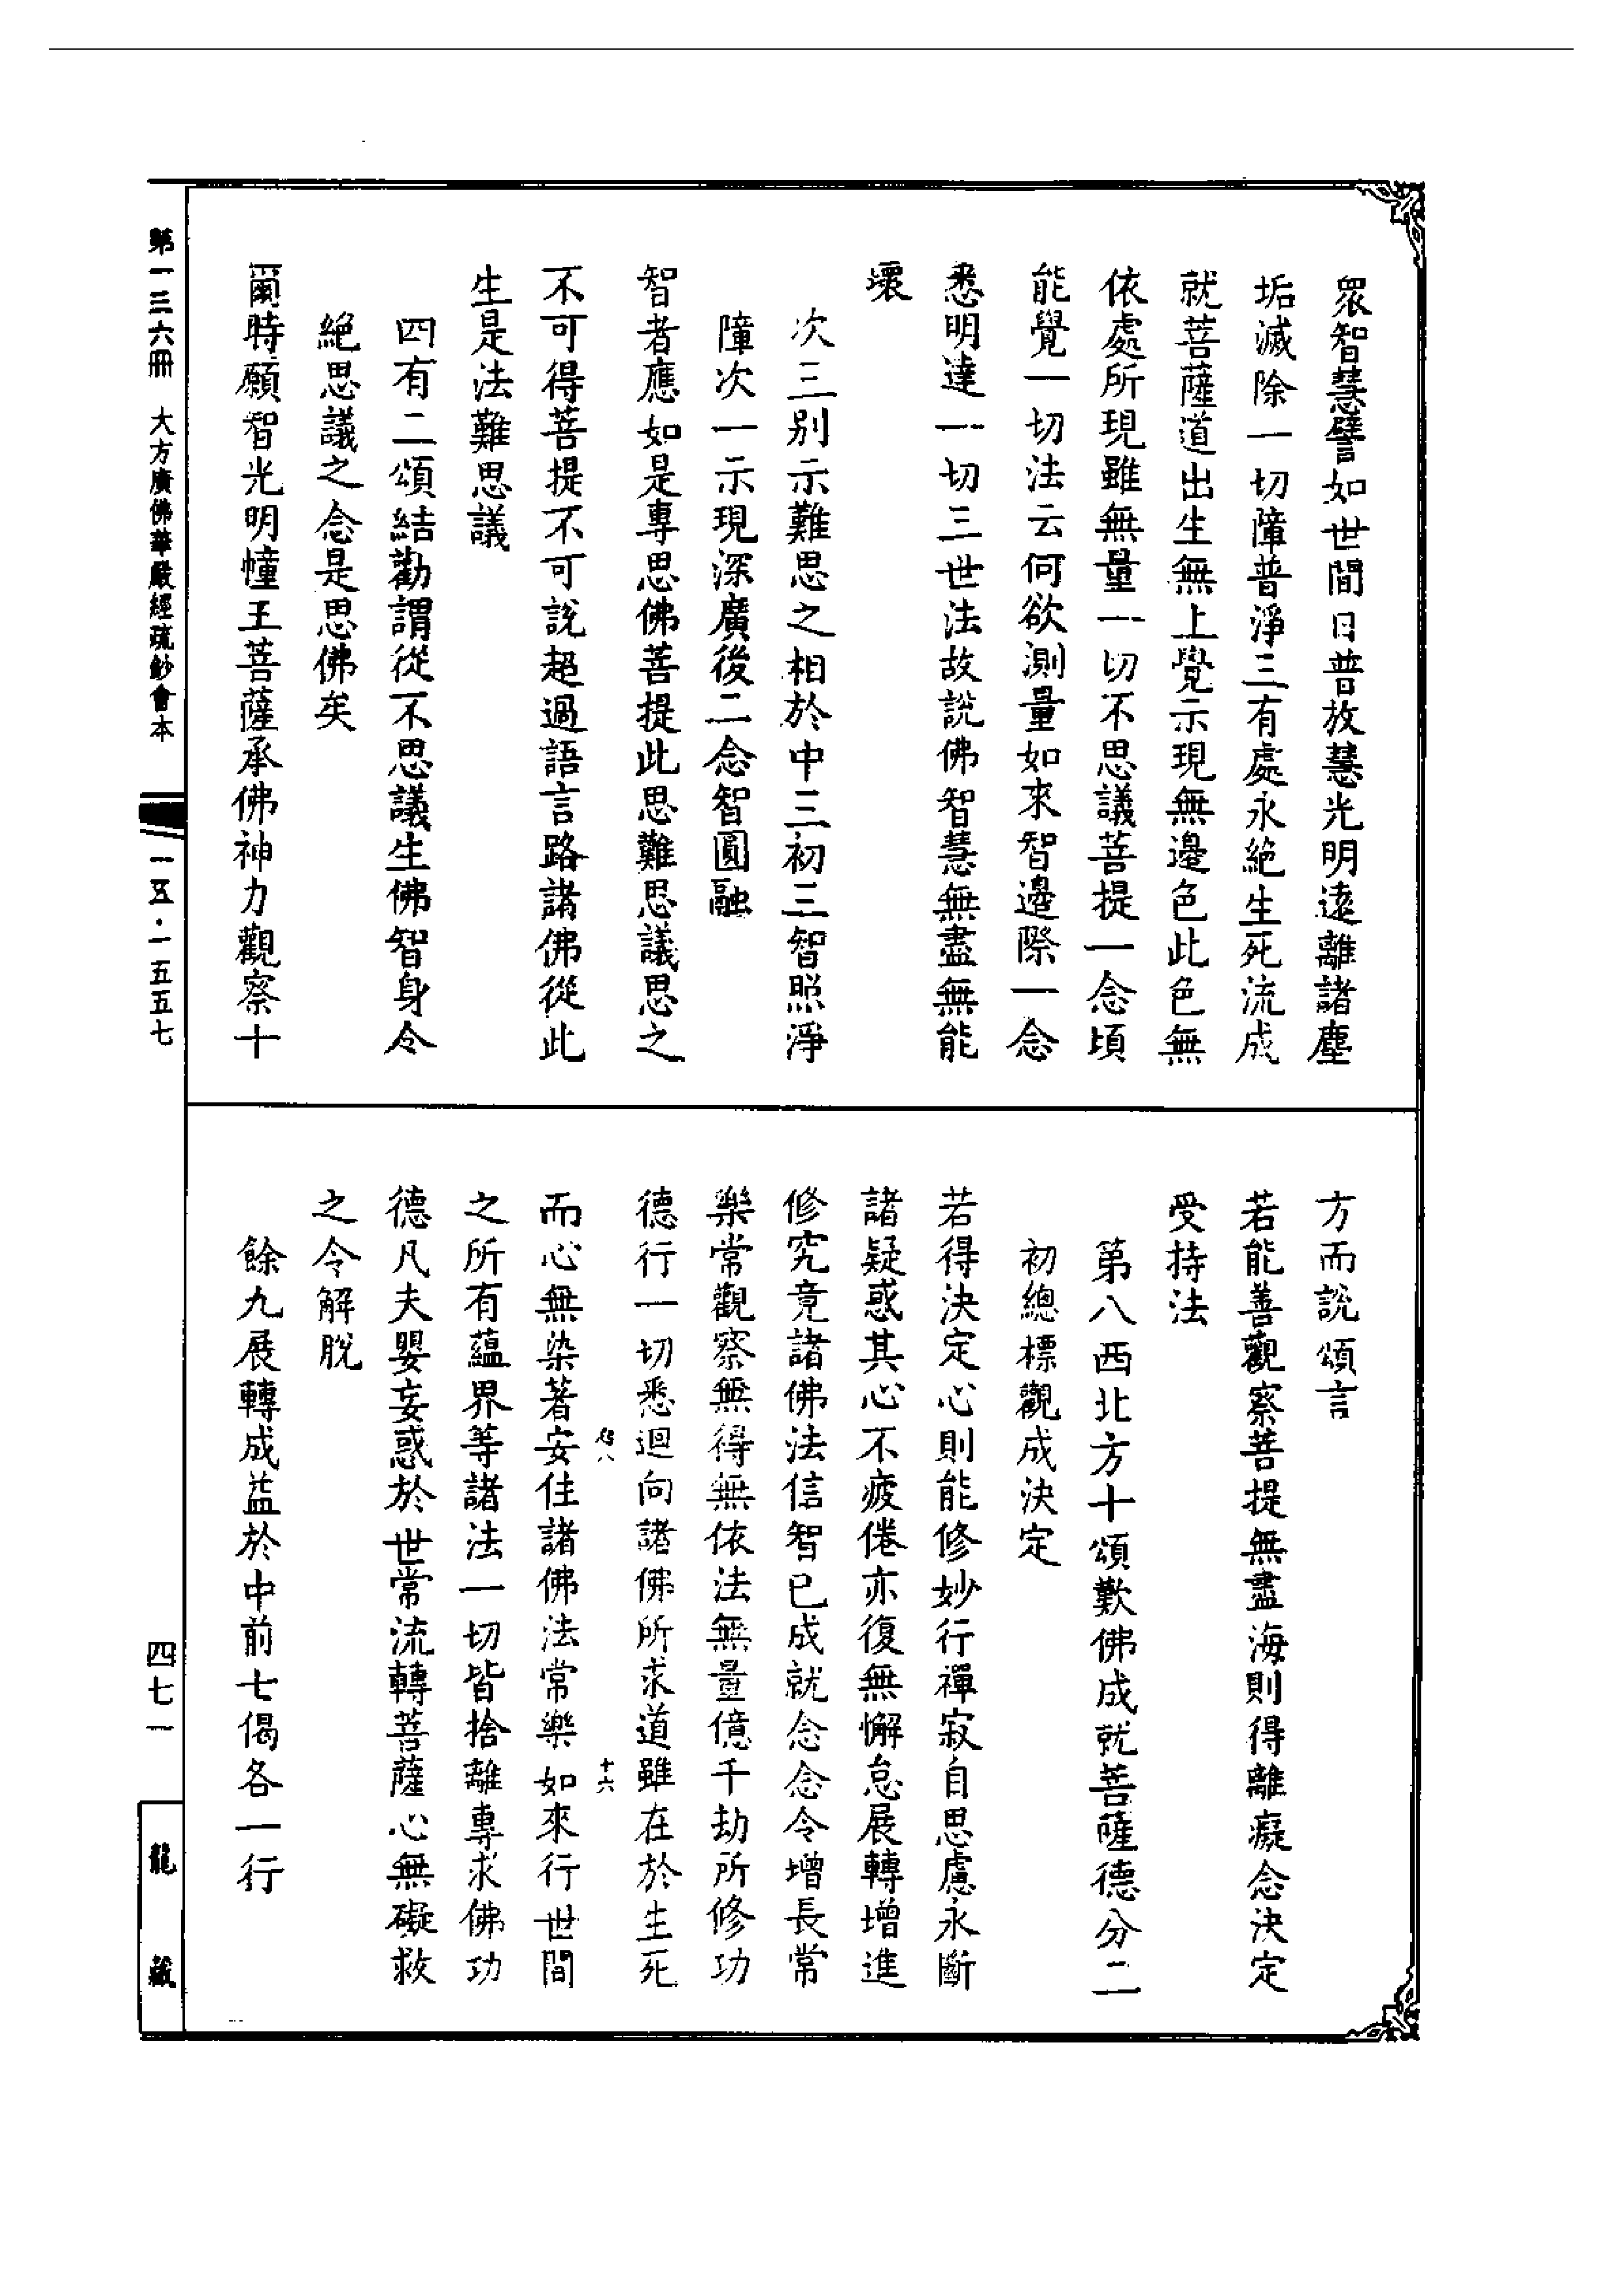 眾智慧譬如世間日普放慧光明遠離諸塵
垢滅除一切障普淨三有處永絕生死流成
就菩薩道出生無上覺示現無邊色此色無
依處所現雖無量一切不思議菩提一念頃
能覺一切法云何欲測量如來智邊際一念
悉明達一切三世法故說佛智慧無盡無能
壞
次三別示難思之相於中三初三智照淨
障次一示現深廣後二念智圓融
智者應如是專思佛菩提此思難思議思之
不可得菩提不可說超過語言路諸佛從此
生是法難思議
四有二頌結勸謂從不思議生佛智身令
絕思議之念是思佛矣
爾時願智光明幢王菩薩承佛神力觀察十
方而說頌言
若能善觀察菩提無盡海則得離癡念決定
受持法
第八西北方十頌歎佛成就菩薩德分二
初總標觀成決定
若得決定心則能修妙行禪寂自思慮永斷
諸疑惑其心不疲倦亦復無懈怠展轉增進
修究竟諸佛法信智已成就念念令增長常
樂常觀察無得無依法無量億千劫所修功
德行一切悉迴向諸佛所求道雖在於生死
十六
而心無染著安住諸佛法常樂如來行世間
之所有蘊界等諸法一切皆捨離專求佛功
德凡夫嬰妄惑於世常流轉菩薩心無礙救
之令解脫
餘九展轉成益於中前七偈各一行
第一三六冊 大方廣佛華嚴經疏鈔會本
一五·一五五七
四七一
龍藏